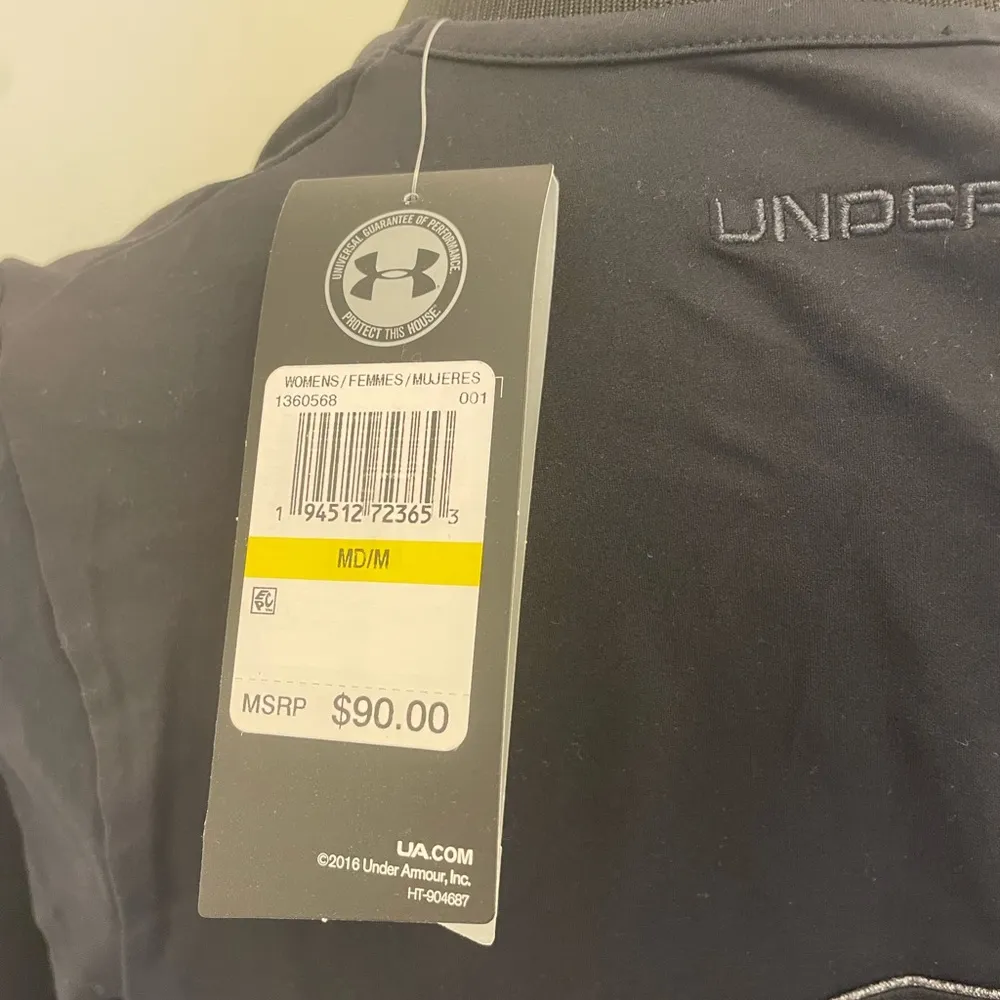 UNDER
UNIVERSAL GUARANTEE OF PERFORMANCE.
PROTECT THIS HOUSE.
WOMENS/FEMMES/MUJERES
1360568 001
1 94512 72365 3
MD/M
MSRP $90.00
UA.COM
©2016 Under Armour, Inc.
HT-904687